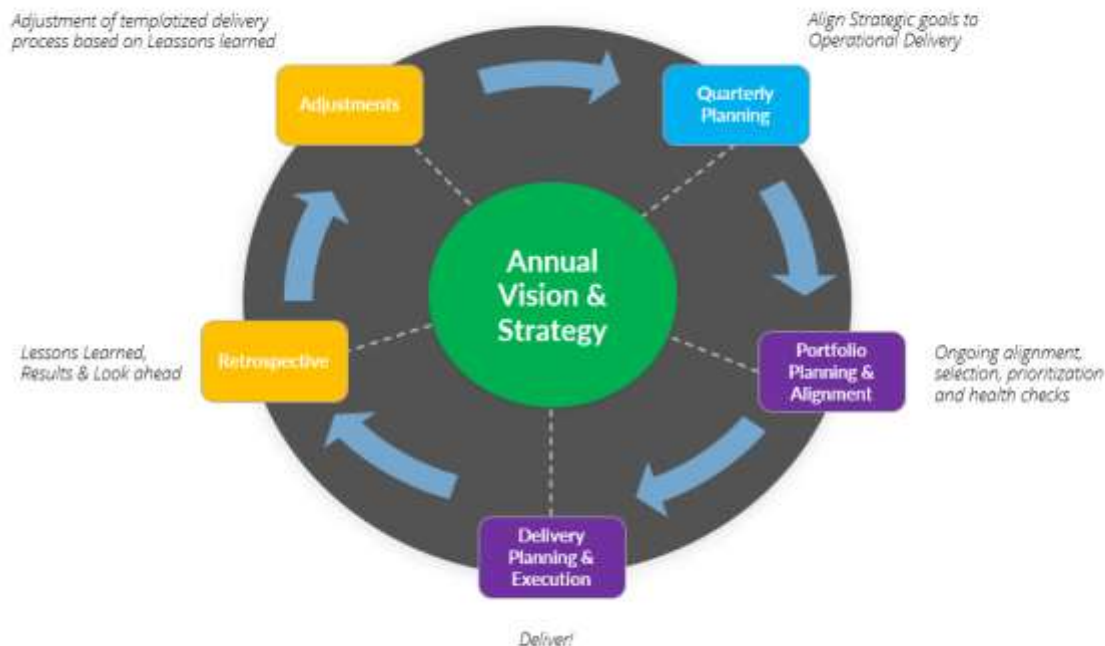 Adjustment of templatized delivery
process based on Leassons learned
Align Strategic goals to
Operational Delivery
Adjustments
Quarterly
Planning
Annual
Vision &
Strategy
Lessons Learned,
Results & Look ahead
Retrospective
Portfolio
Planning &
Alignment
Ongoing alignment,
selection, prioritization
and health checks
Delivery
Planning &
Execution
Deliver!